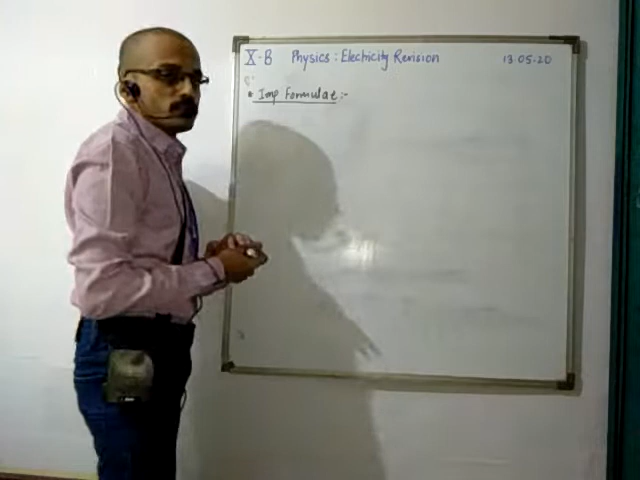 X-B Physics : Electricity Revision 13.05.20
* Imp Formulae :-